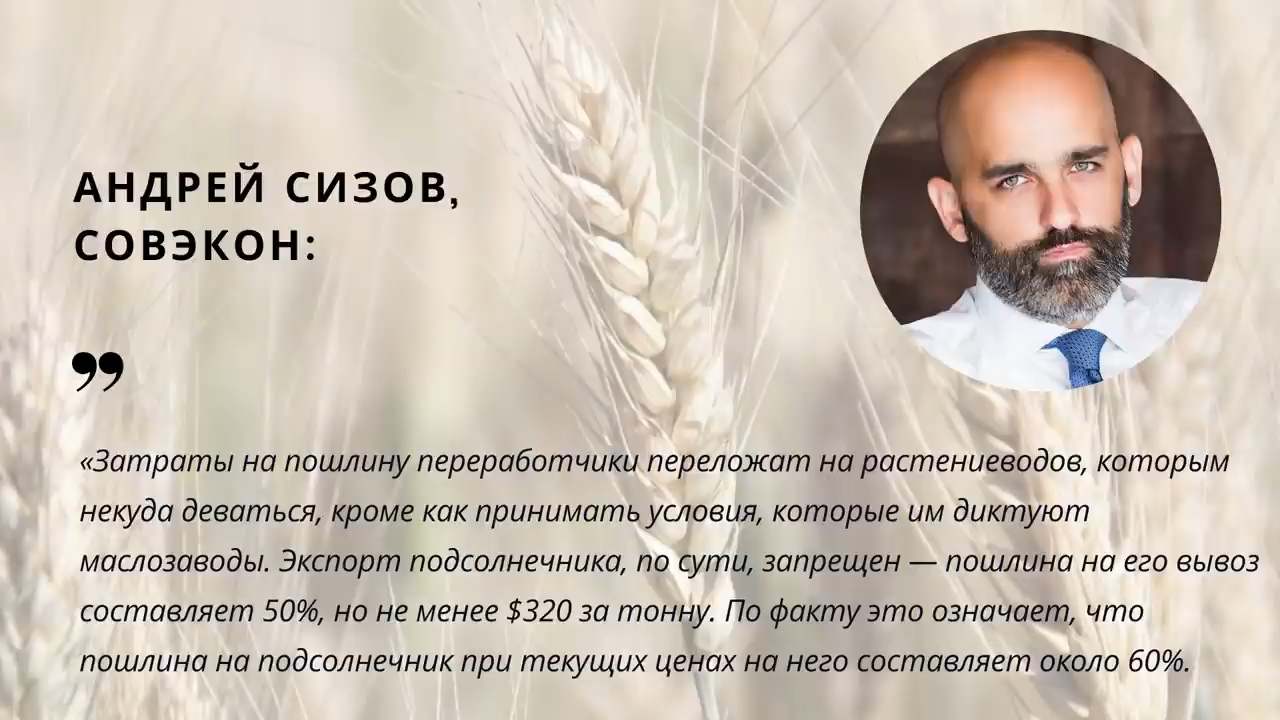 АНДРЕЙ СИЗОВ,
СОВЭКОН:
”
«Затраты на пошлину переработчики переложат на растениеводов, которым
некуда деваться, кроме как принимать условия, которые им диктуют
маслозаводы. Экспорт подсолнечника, по сути, запрещен — пошлина на его вывоз
составляет 50%, но не менее $320 за тонну. По факту это означает, что
пошлина на подсолнечник при текущих ценах на него составляет около 60%.